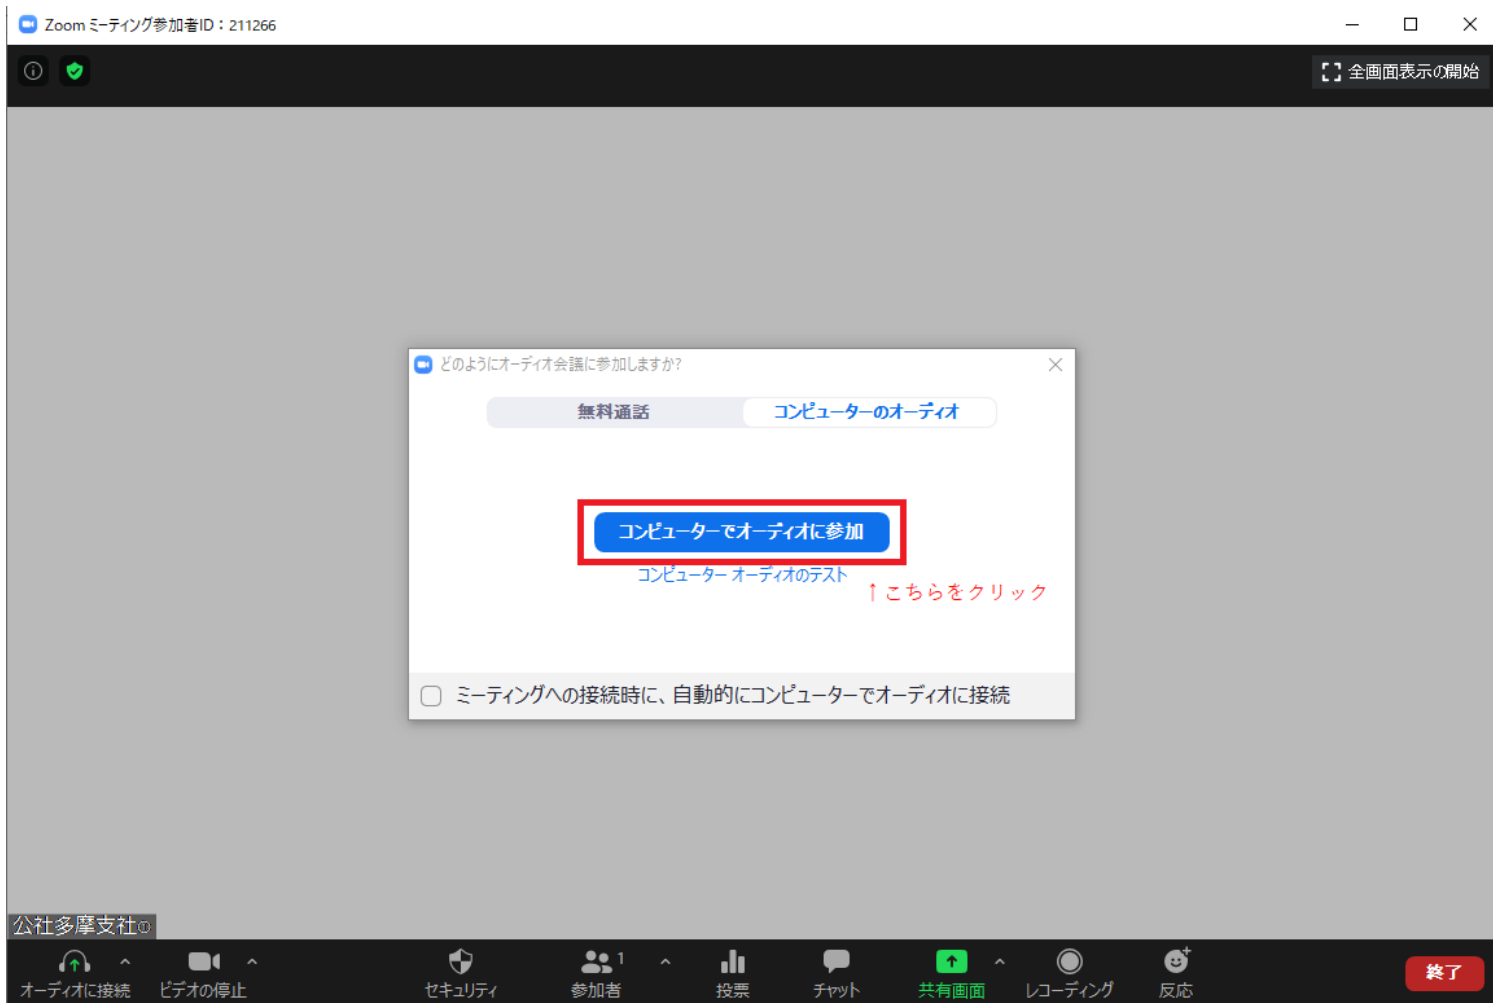 Zoom ミーティング参加者ID：211266
全画面表示の開始
どのようにオーディオ会議に参加しますか?
無料通話 コンピューターのオーディオ
コンピューターでオーディオに参加
コンピューター オーディオのテスト
↑こちらをクリック
ミーティングへの接続時に、自動的にコンピューターでオーディオに接続
公社多摩支社①
オーディオに接続 ビデオの停止 セキュリティ 参加者 1 投票 チャット 共有画面 レコーディング 反応 終了